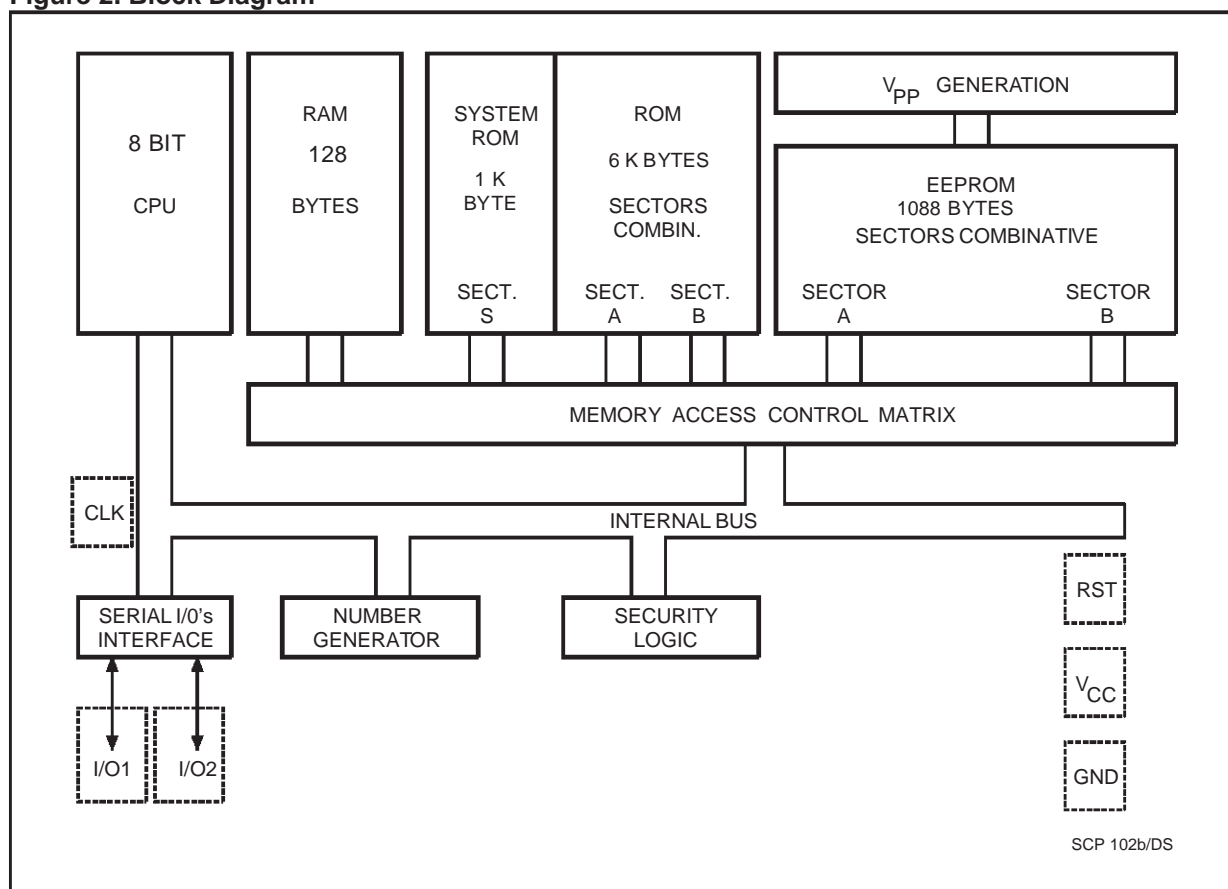 Figure 2. Block Diagram
8 BIT
CPU
RAM
128
BYTES
SYSTEM
ROM
1 K
BYTE
SECT.
S
ROM
6 K BYTES
SECTORS
COMBIN.
SECT.
A
SECT.
B
VPP GENERATION
EEPROM
1088 BYTES
SECTORS COMBINATIVE
SECTOR
A
SECTOR
B
MEMORY ACCESS CONTROL MATRIX
CLK
INTERNAL BUS
SERIAL I/0's
INTERFACE
NUMBER
GENERATOR
SECURITY
LOGIC
RST
VCC
GND
I/O1
I/O2
SCP 102b/DS